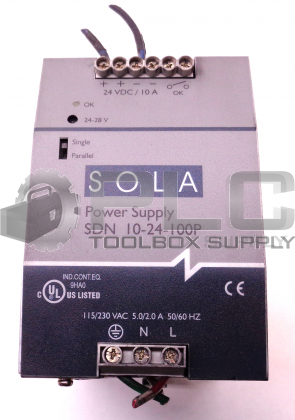 + + - -
24 VDC / 10 A OK
OK
24-28 V
Single
Parallel
SOLA
Power Supply
SDN 10-24-100P
PLC
TOOLBOX SUPPLY
IND.CONT.EQ.
9HA0
c UL US LISTED
CE
115/230 VAC 5.0/2.0 A 50/60 HZ
N L